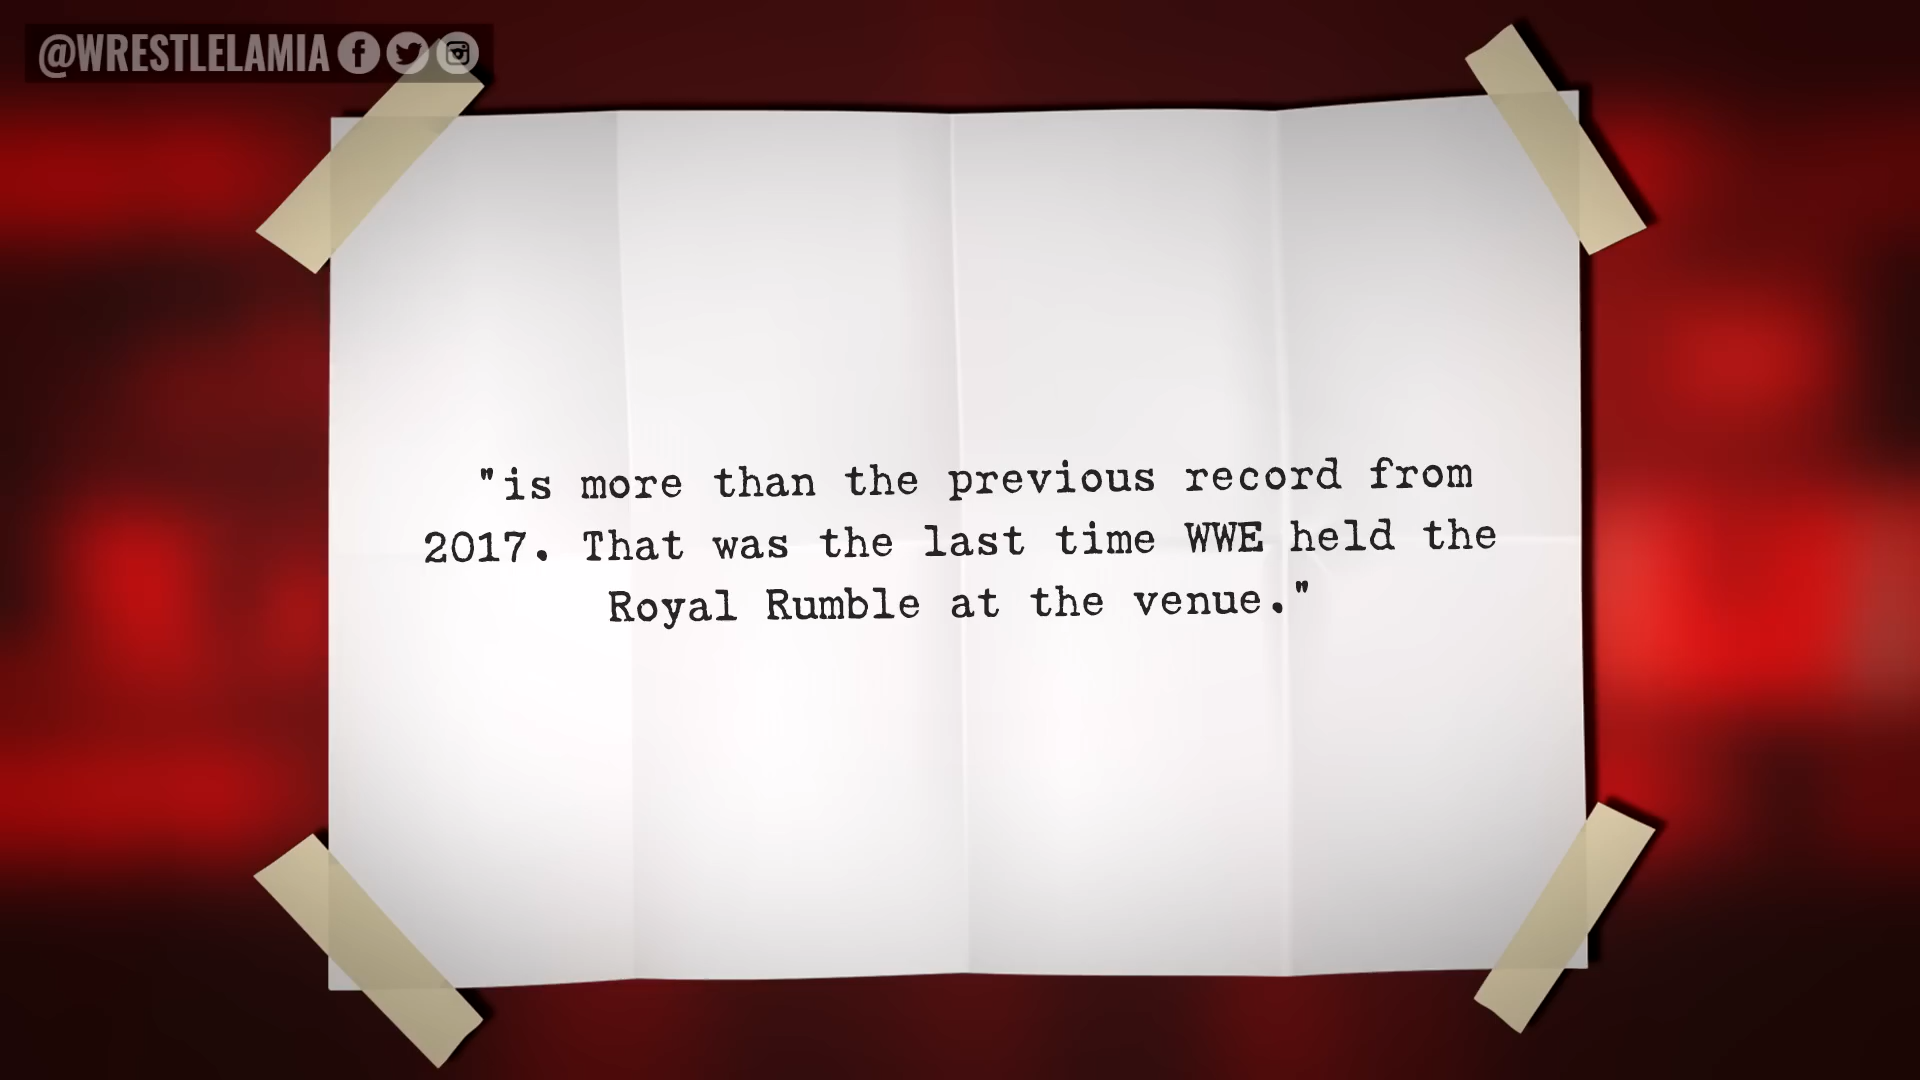 @WRESTLELAMIA
"is more than the previous record from
2017. That was the last time WWE held the
Royal Rumble at the venue."